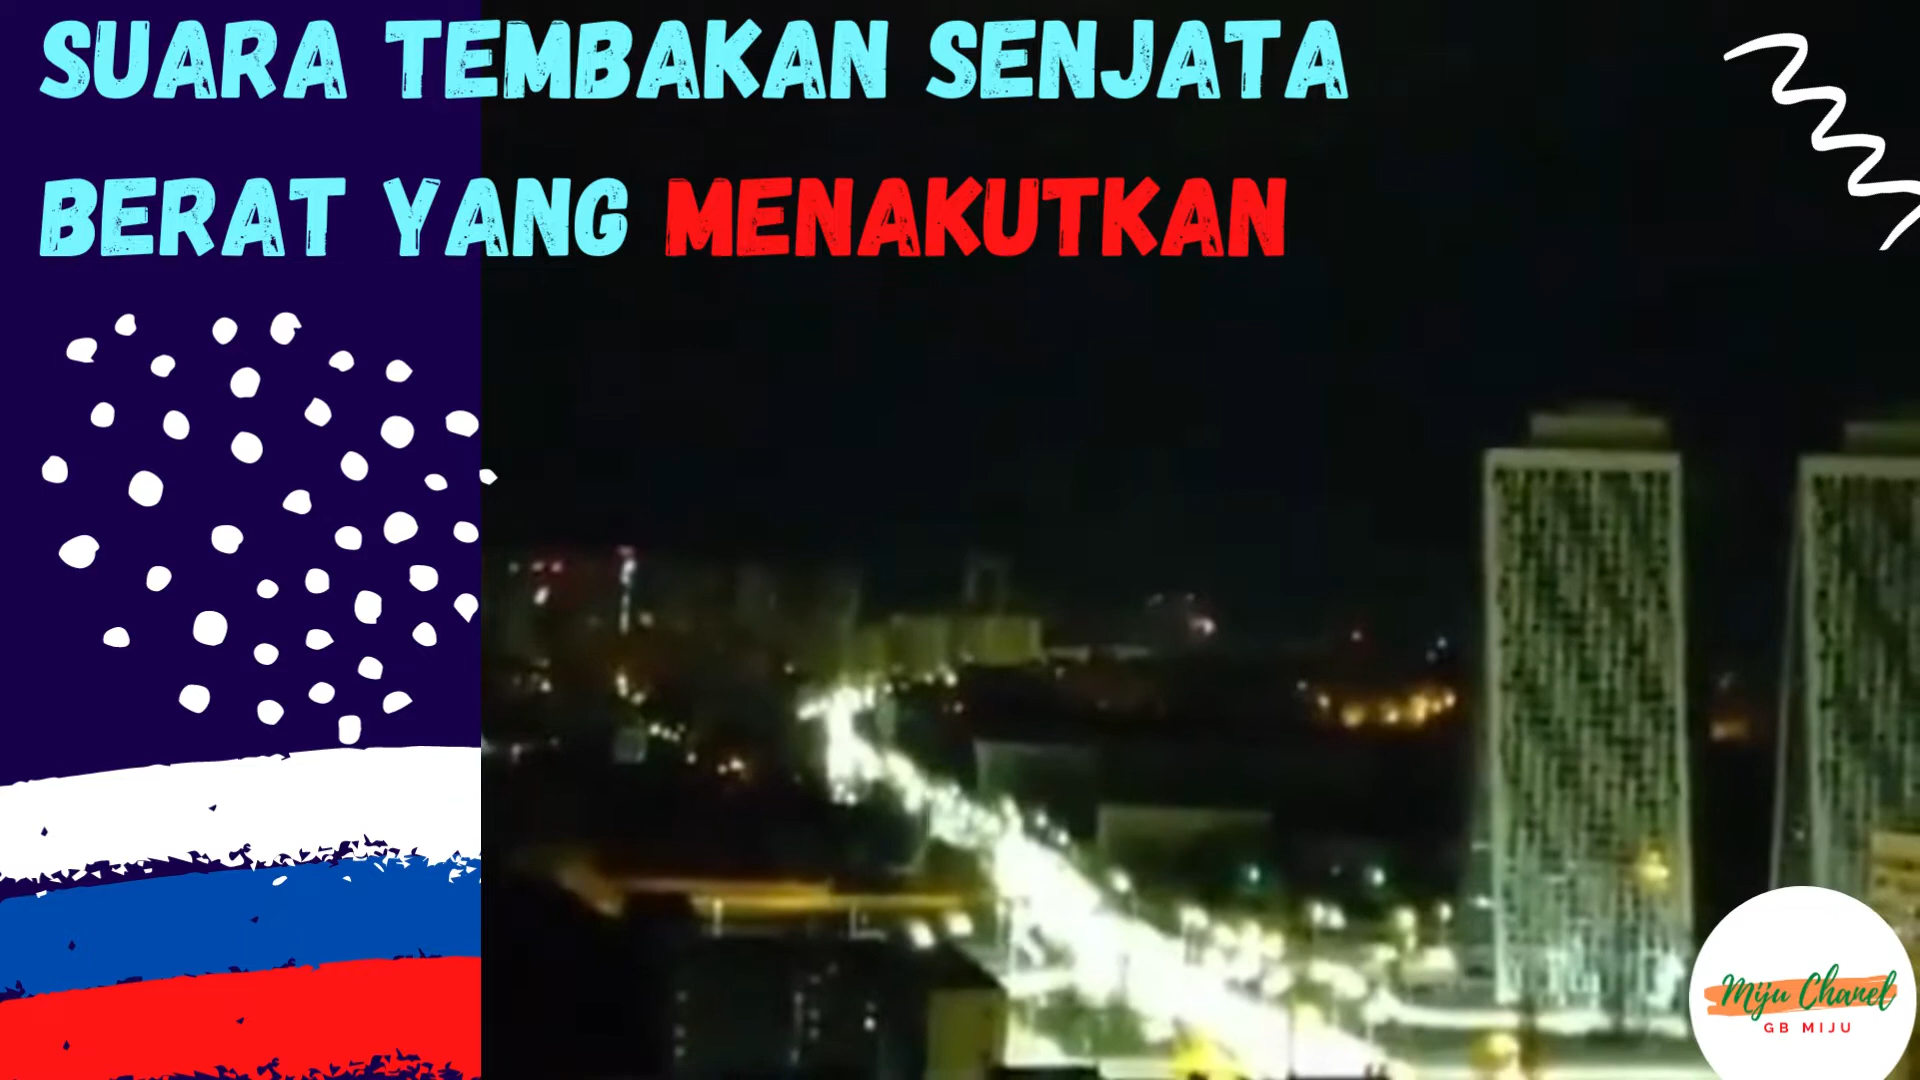 SUARA TEMBAKAN SENJATA
BERAT YANG MENAKUTKAN
Miju Chanel
GB MIJU